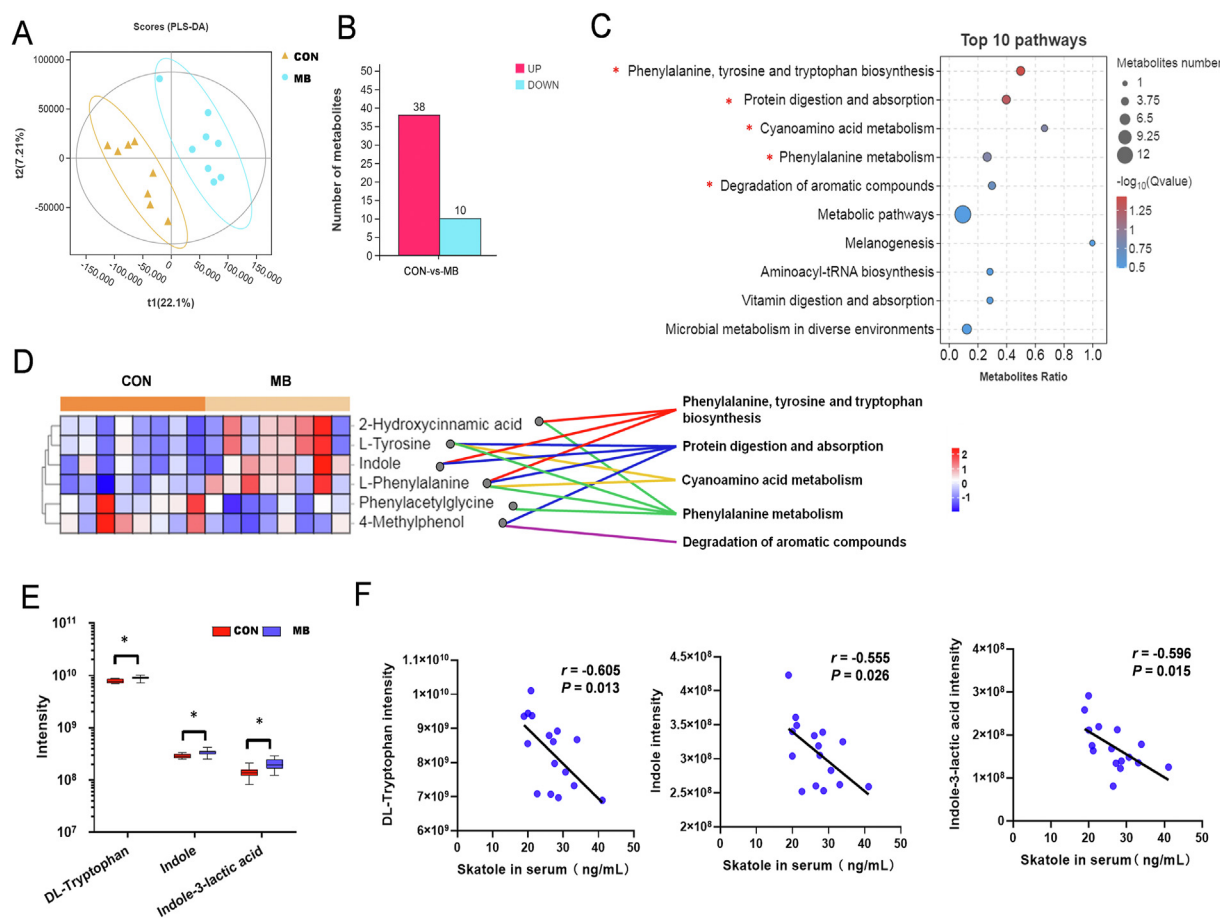 A
Scores (PLS-DA)
CON
MB
100000
50000
0
-50000
t2(7.21%)
-150,000
-100,000
-50,000
0
50,000
100,000
150,000
t1(22.1%)
B
UP
DOWN
50
45
40
35
30
25
20
15
10
5
0
Number of metabolites
38
10
CON-vs-MB
C
Top 10 pathways
* Phenylalanine, tyrosine and tryptophan biosynthesis
* Protein digestion and absorption
* Cyanoamino acid metabolism
* Phenylalanine metabolism
* Degradation of aromatic compounds
Metabolic pathways
Melanogenesis
Aminoacyl-tRNA biosynthesis
Vitamin digestion and absorption
Microbial metabolism in diverse environments
0.0 0.2 0.4 0.6 0.8 1.0
Metabolites Ratio
Metabolites number
1
3.75
6.5
9.25
12
-log10(Qvalue)
1.25
1
0.75
0.5
D
CON MB
2-Hydroxycinnamic acid
L-Tyrosine
Indole
L-Phenylalanine
Phenylacetylglycine
4-Methylphenol
Phenylalanine, tyrosine and tryptophan
biosynthesis
Protein digestion and absorption
Cyanoamino acid metabolism
Phenylalanine metabolism
Degradation of aromatic compounds
2
1
0
-1
E
CON MB
10¹¹
10¹⁰
10⁹
10⁸
10⁷
Intensity
*
*
*
DL-Tryptophan
Indole
Indole-3-lactic acid
F
r = -0.605
P = 0.013
1.1×10¹⁰
1×10¹⁰
9×10⁹
8×10⁹
7×10⁹
6×10⁹
DL-Tryptophan intensity
0 10 20 30 40 50
Skatole in serum ( ng/mL)
r = -0.555
P = 0.026
4.5×10⁸
4×10⁸
3.5×10⁸
3×10⁸
2.5×10⁸
2×10⁸
Indole intensity
0 10 20 30 40 50
Skatole in serum ( ng/mL)
r = -0.596
P = 0.015
4×10⁸
3×10⁸
2×10⁸
1×10⁸
0
Indole-3-lactic acid intensity
0 10 20 30 40 50
Skatole in serum ( ng/mL)